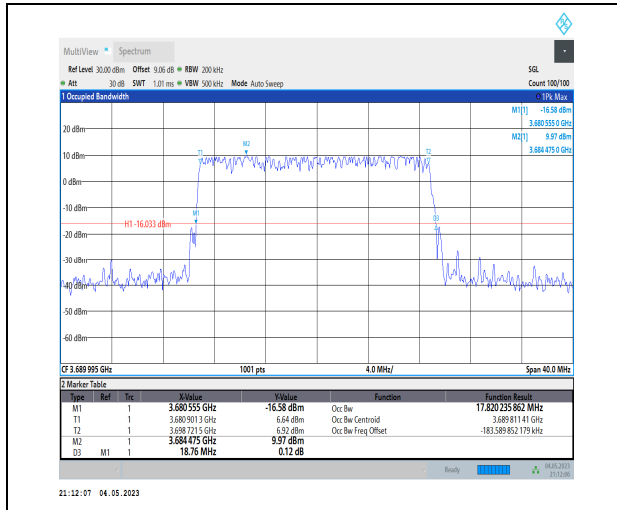 MultiView Spectrum
Ref Level 30.00 dBm Offset 9.06 dB RBW 200 kHz SGL
Att 30 dB SWT 1.01 ms VBW 500 kHz Mode Auto Sweep Count 100/100
1 Occupied Bandwidth 1Pk Max
M1[1] -16.58 dBm
3.680 555 0 GHz
M2[1] 9.97 dBm
3.684 475 0 GHz
20 dBm
M2
T1 T2
10 dBm
0 dBm
-10 dBm
M1
D3
H1 -16.033 dBm
-20 dBm
-30 dBm
-40 dBm
-50 dBm
-60 dBm
CF 3.689 995 GHz 1001 pts 4.0 MHz/ Span 40.0 MHz
2 Marker Table
Type Ref Trc X-Value Y-Value Function Function Result
M1 1 3.680 555 GHz -16.58 dBm Occ Bw 17.820 235 862 MHz
T1 1 3.680 901 3 GHz 6.64 dBm Occ Bw Centroid 3.689 811 41 GHz
T2 1 3.698 721 5 GHz 6.92 dBm Occ Bw Freq Offset -183.589 852 179 kHz
M2 1 3.684 475 GHz 9.97 dBm
D3 M1 1 18.76 MHz 0.12 dB
Ready 04.05.2023
21:12:06
21:12:07 04.05.2023